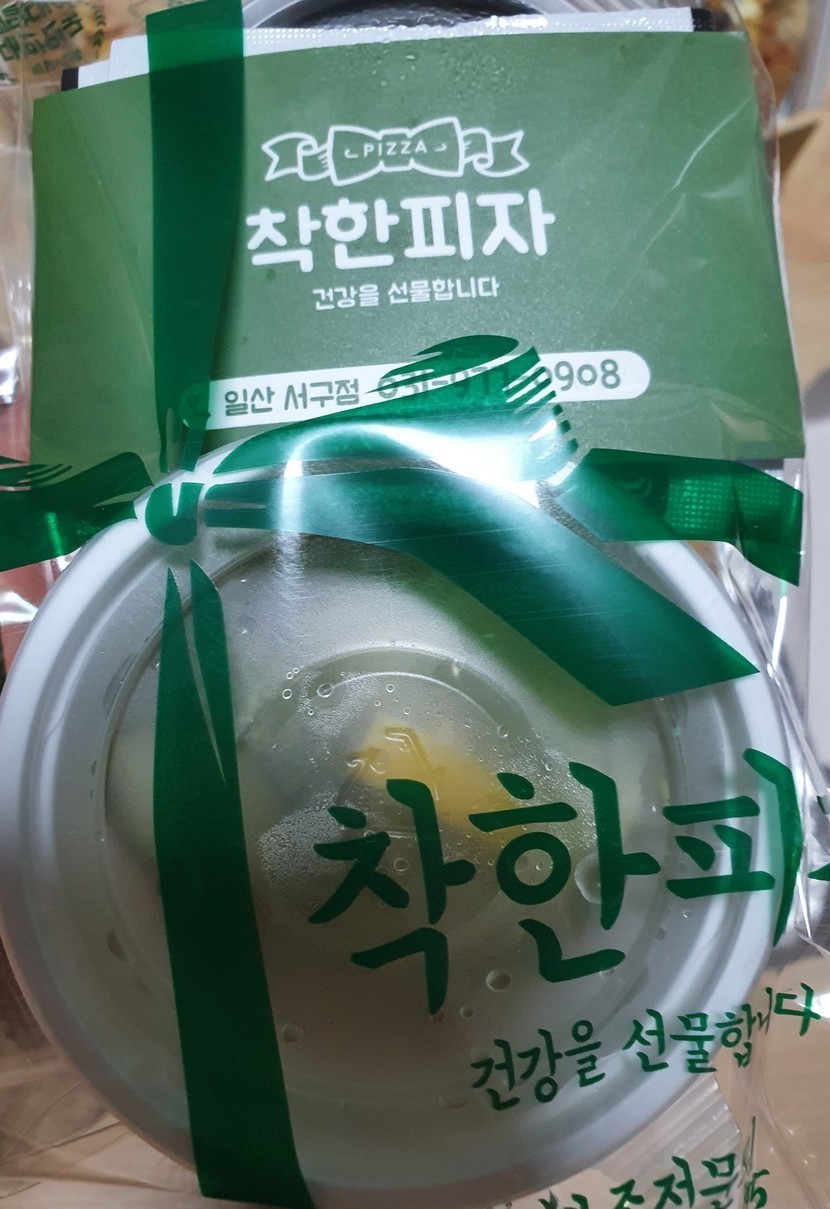 PIZZA
착한피자
건강을 선물합니다
일산 서구점 0908
착한피
건강을 선물합니다